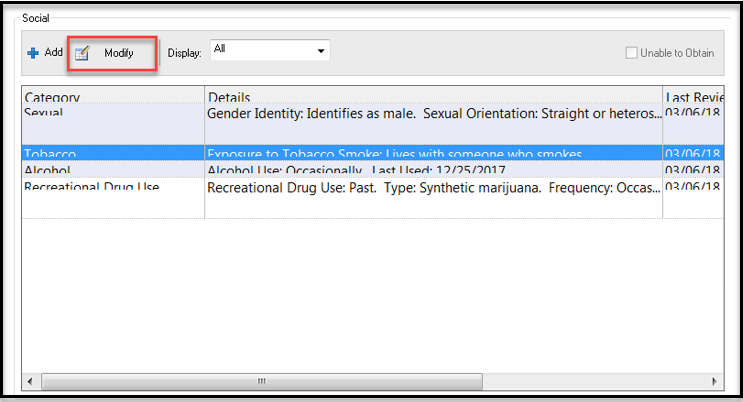 Social
Add Modify Display: All Unable to Obtain
Category Details Last Revie
Sexual Gender Identity: Identifies as male. Sexual Orientation: Straight or heteros... 03/06/18
Tobacco Exposure to Tobacco Smoke: Lives with someone who smokes 03/06/18
Alcohol Alcohol Use: Occasionally Last Used: 12/25/2017 03/06/18
Recreational Drug Use Recreational Drug Use: Past. Type: Synthetic marijuana. Frequency: Occas... 03/06/18